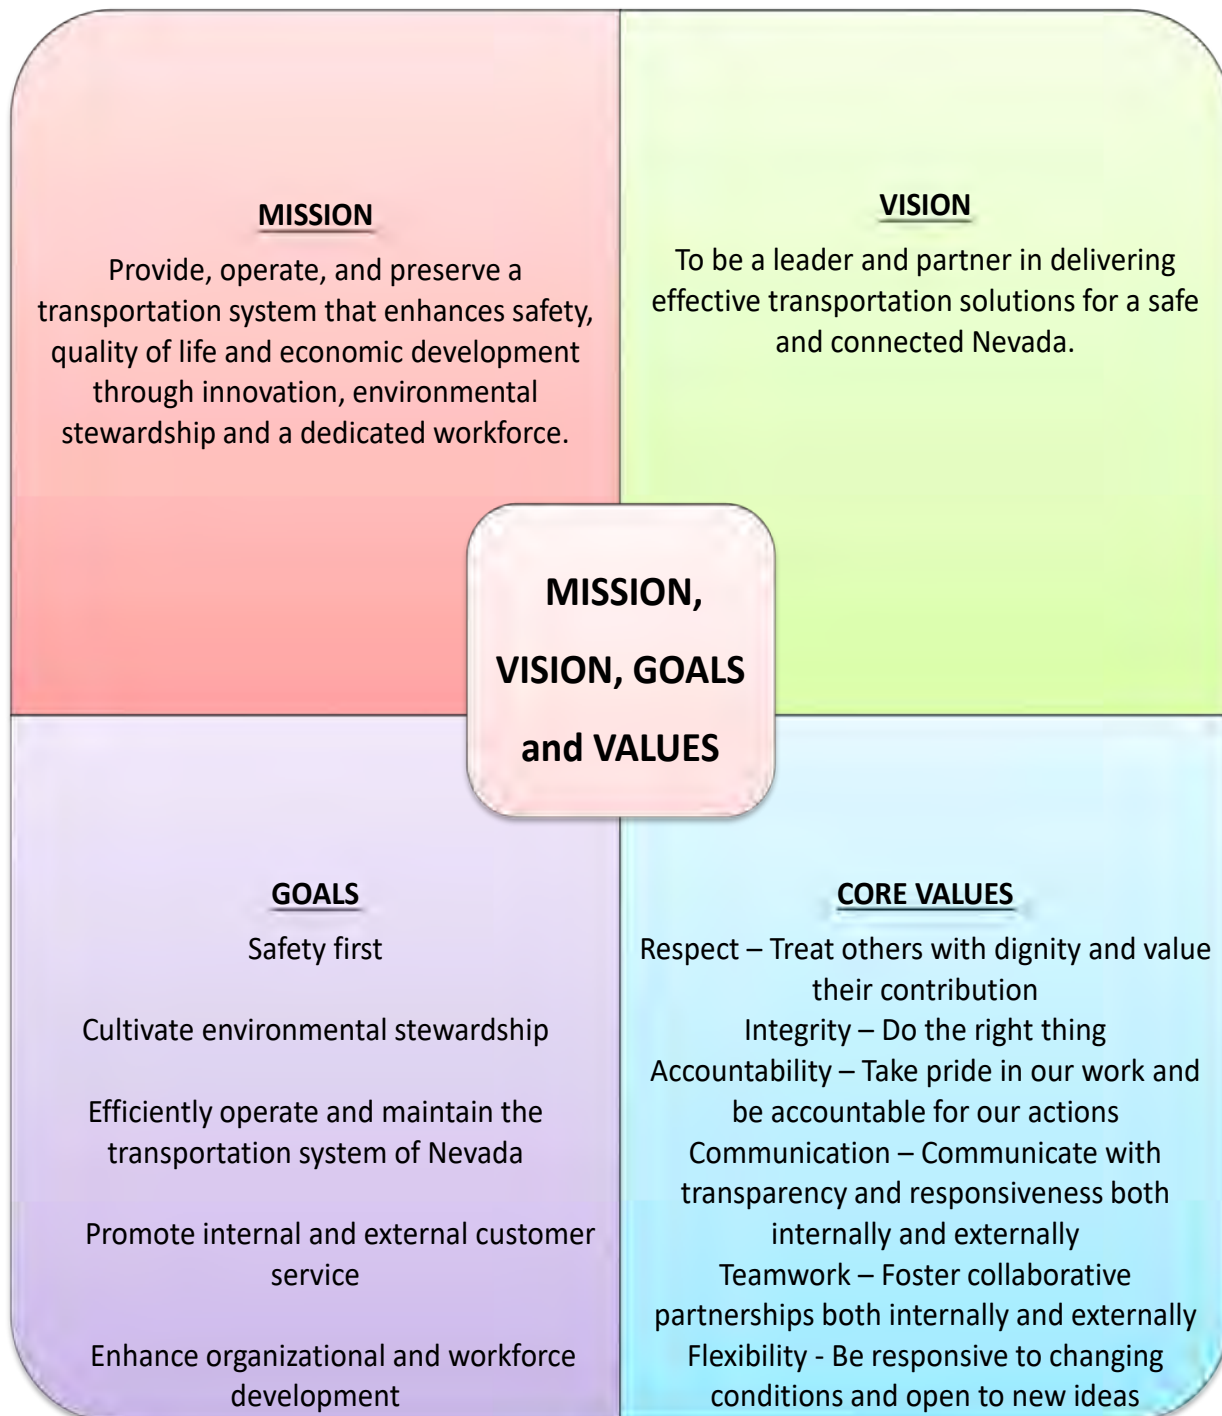 MISSION
Provide, operate, and preserve a
transportation system that enhances safety,
quality of life and economic development
through innovation, environmental
stewardship and a dedicated workforce.
VISION
To be a leader and partner in delivering
effective transportation solutions for a safe
and connected Nevada.
MISSION,
VISION, GOALS
and VALUES
GOALS
Safety first
Cultivate environmental stewardship
Efficiently operate and maintain the
transportation system of Nevada
Promote internal and external customer
service
Enhance organizational and workforce
development
CORE VALUES
Respect – Treat others with dignity and value
their contribution
Integrity – Do the right thing
Accountability – Take pride in our work and
be accountable for our actions
Communication – Communicate with
transparency and responsiveness both
internally and externally
Teamwork – Foster collaborative
partnerships both internally and externally
Flexibility - Be responsive to changing
conditions and open to new ideas